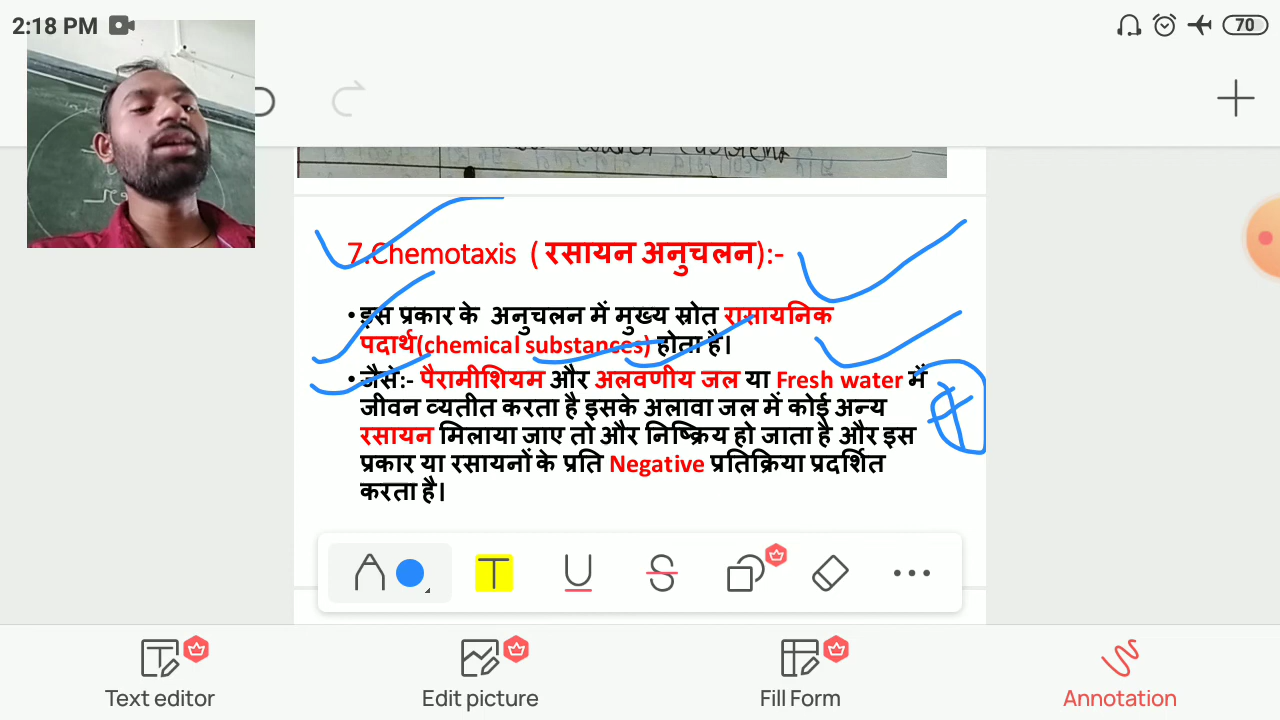 2:18 PM
70
7.Chemotaxis ( रसायन अनुचलन):-
• इस प्रकार के अनुचलन में मुख्य स्रोत रासायनिक
पदार्थ(chemical substances) होता है।
• जैसे:- पैरामीशियम और अलवणीय जल या Fresh water में
जीवन व्यतीत करता है इसके अलावा जल में कोई अन्य
रसायन मिलाया जाए तो और निष्क्रिय हो जाता है और इस
प्रकार या रसायनों के प्रति Negative प्रतिक्रिया प्रदर्शित
करता है।
Text editor
Edit picture
Fill Form
Annotation